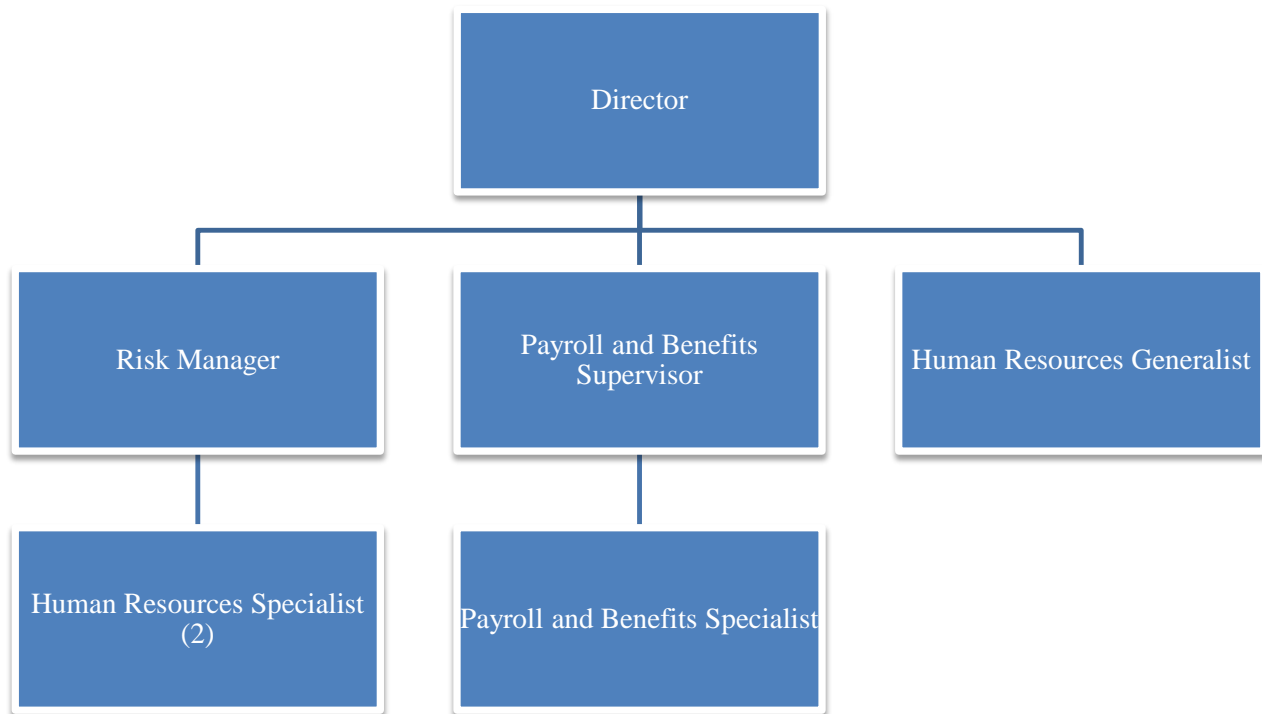 Director
Risk Manager
Payroll and Benefits
Supervisor
Human Resources Generalist
Human Resources Specialist
(2)
Payroll and Benefits Specialist